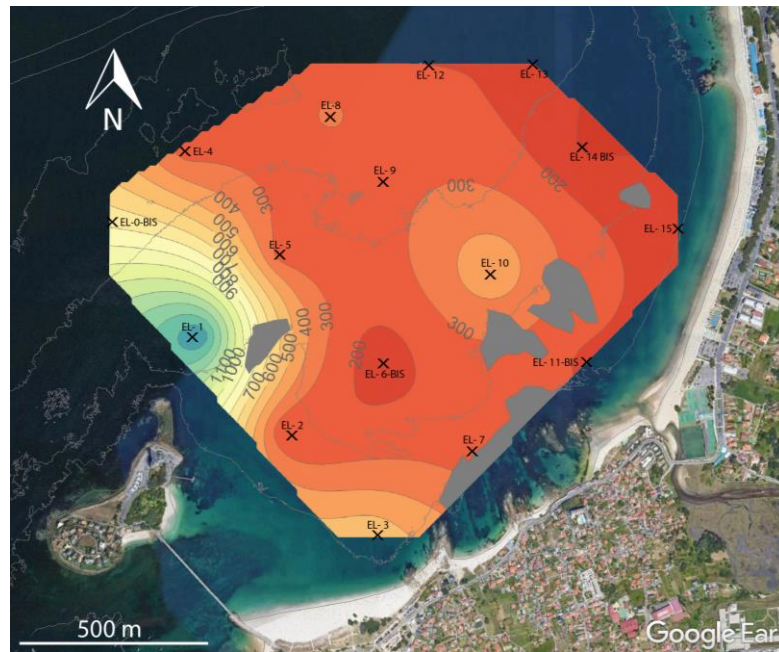 EL- 12
EL- 13
N
EL-8
EL-4
EL- 14 BIS
EL- 9
300
200
400
300
EL-0-BIS
500
600
EL- 15
EL- 5
EL- 10
900
300
EL- 1
400
300
500
600
700
1000
1100
200
EL- 6-BIS
EL- 11-BIS
EL- 2
EL- 7
EL- 3
500 m
Google Ear